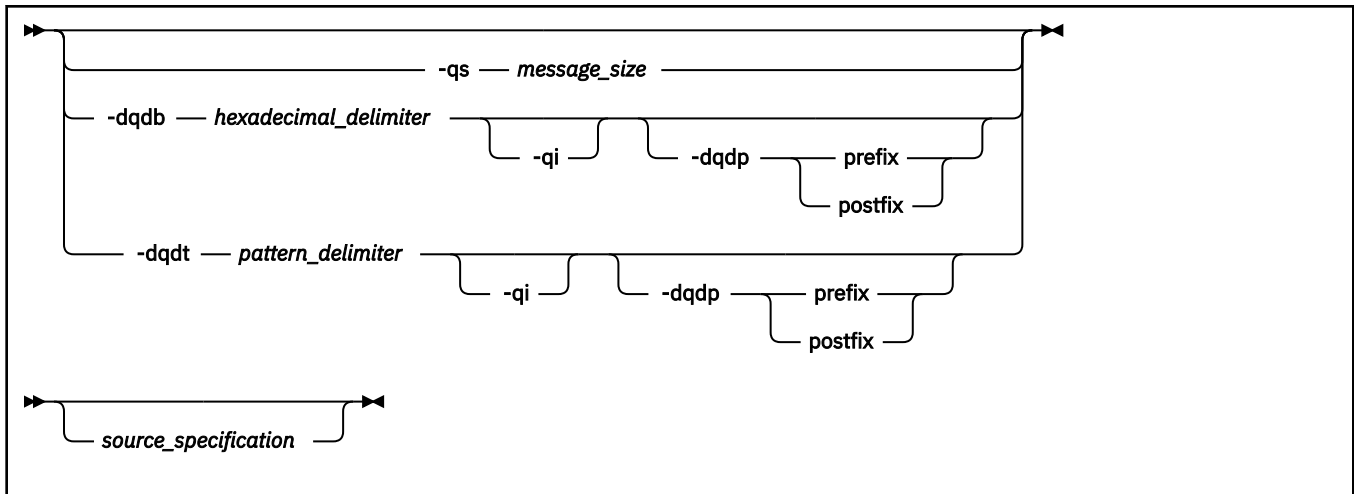 -qs message_size
-dqdb hexadecimal_delimiter
-qi -dqdp prefix
postfix
-dqdt pattern_delimiter
-qi -dqdp prefix
postfix
source_specification